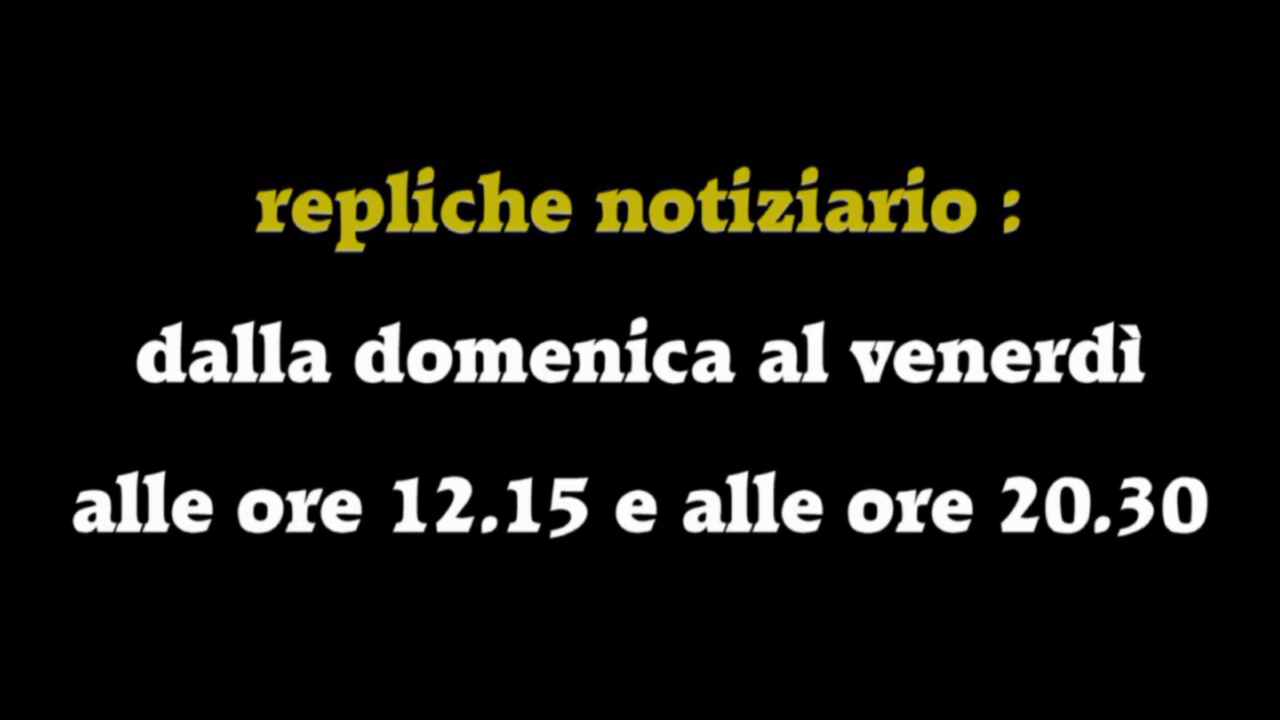 repliche notiziario :
dalla domenica al venerdì
alle ore 12.15 e alle ore 20.30